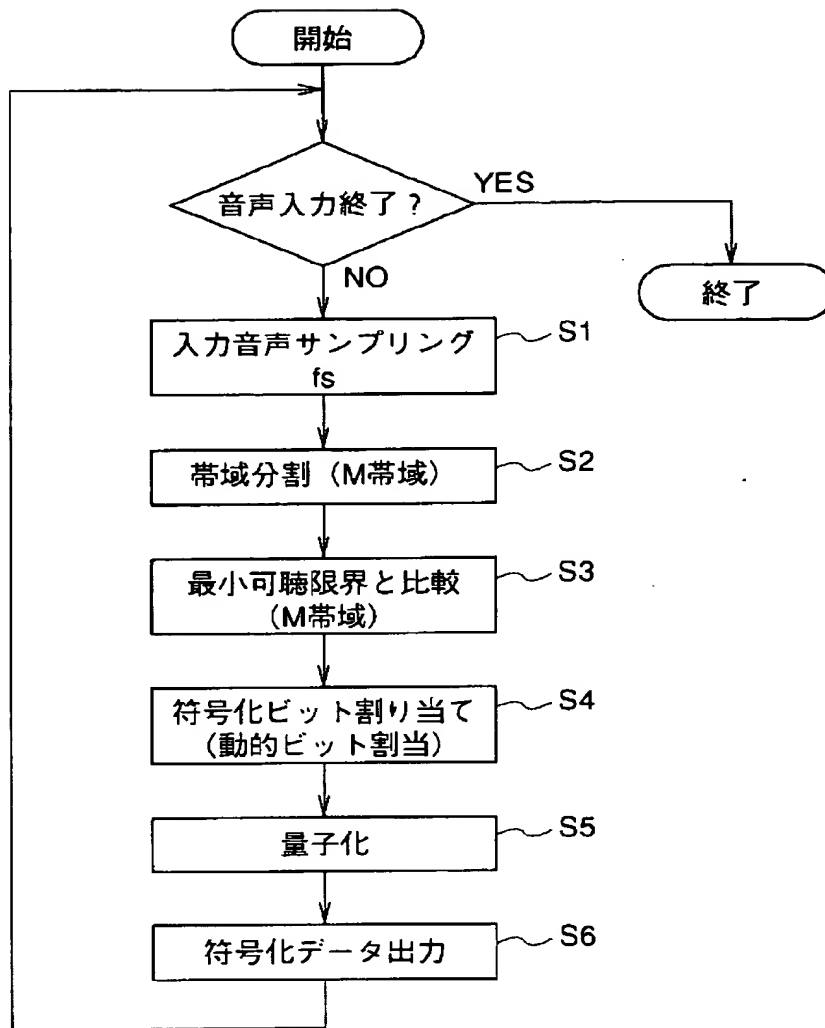 開始
音声入力終了？
YES
終了
NO
入力音声サンプリング
fs
S1
帯域分割（M帯域）
S2
最小可聴限界と比較
（M帯域）
S3
符号化ビット割り当て
（動的ビット割当）
S4
量子化
S5
符号化データ出力
S6